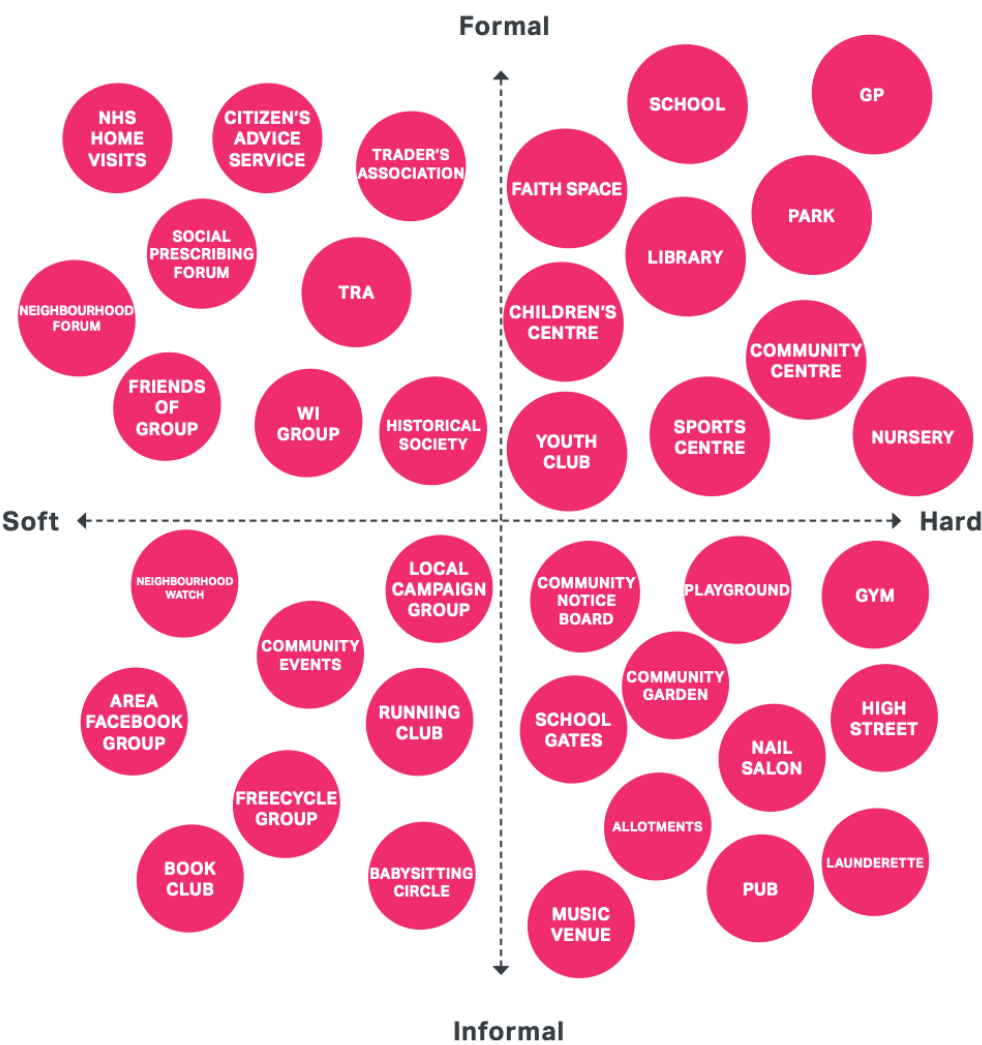 Formal
NHS
HOME
VISITS
CITIZEN'S
ADVICE
SERVICE
TRADER'S
ASSOCIATION
SCHOOL
GP
FAITH SPACE
PARK
SOCIAL
PRESCRIBING
FORUM
LIBRARY
TRA
NEIGHBOURHOOD
FORUM
CHILDREN'S
CENTRE
COMMUNITY
CENTRE
FRIENDS
OF
GROUP
WI
GROUP
HISTORICAL
SOCIETY
YOUTH
CLUB
SPORTS
CENTRE
NURSERY
Soft
Hard
NEIGHBOURHOOD
WATCH
LOCAL
CAMPAIGN
GROUP
COMMUNITY
NOTICE
BOARD
PLAYGROUND
GYM
COMMUNITY
EVENTS
COMMUNITY
GARDEN
AREA
FACEBOOK
GROUP
RUNNING
CLUB
SCHOOL
GATES
HIGH
STREET
NAIL
SALON
FREECYCLE
GROUP
ALLOTMENTS
BOOK
CLUB
BABYSITTING
CIRCLE
PUB
LAUNDERETTE
MUSIC
VENUE
Informal